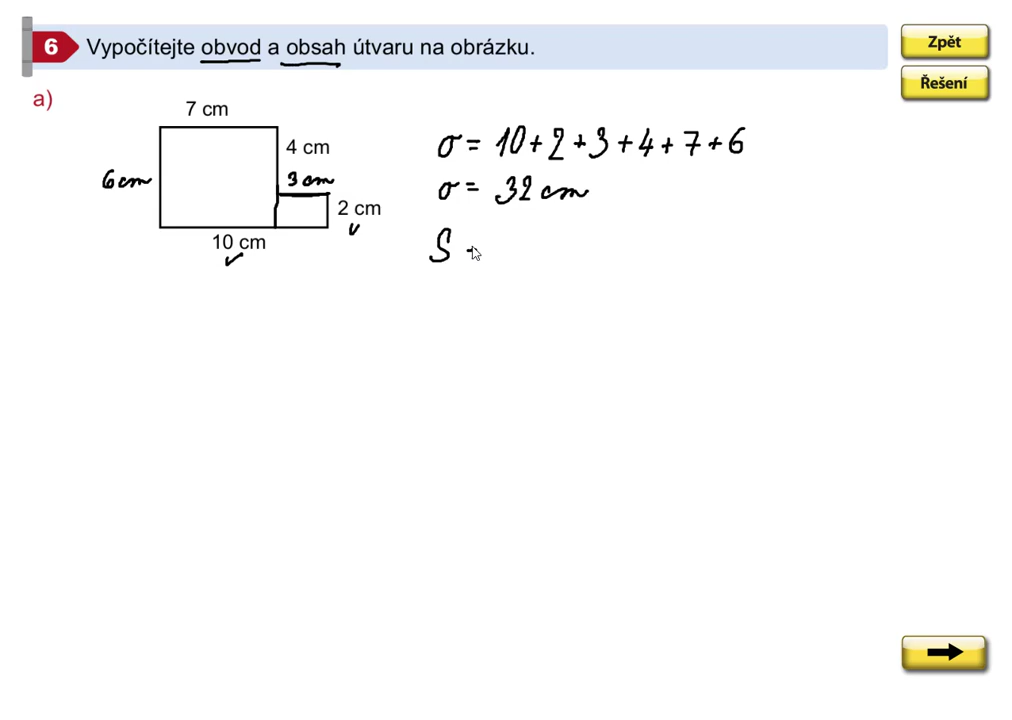 6 Vypočítejte obvod a obsah útvaru na obrázku.
Zpět
Řešení
a)
7 cm
4 cm
6 cm
3 cm
2 cm
10 cm
σ = 10 + 2 + 3 + 4 + 7 + 6
σ = 32 cm
S